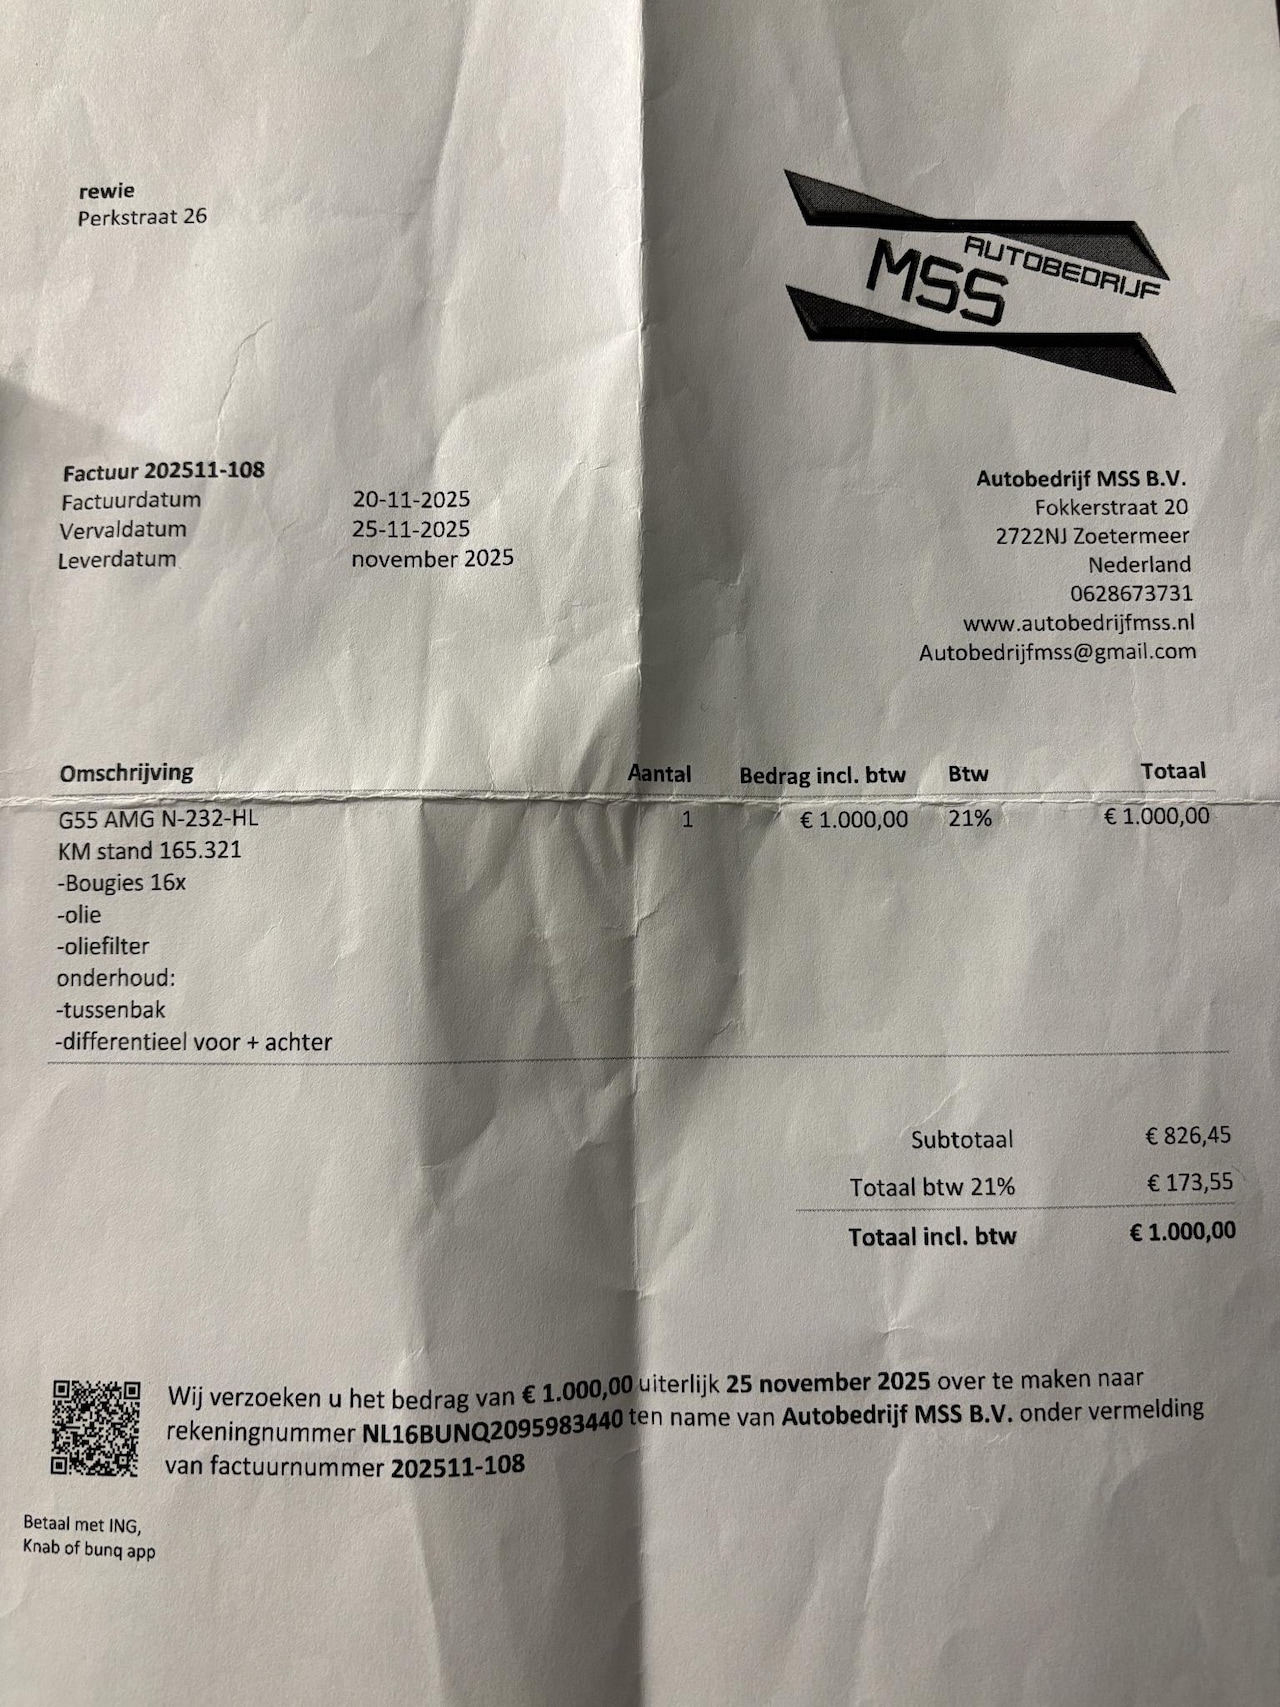 rewie
Perkstraat 26
MSS AUTOBEDRIJF
Factuur 202511-108
Factuurdatum 20-11-2025
Vervaldatum 25-11-2025
Leverdatum november 2025
Autobedrijf MSS B.V.
Fokkerstraat 20
2722NJ Zoetermeer
Nederland
0628673731
www.autobedrijfmss.nl
Autobedrijfmss@gmail.com
Omschrijving Aantal Bedrag incl. btw Btw Totaal
G55 AMG N-232-HL 1 € 1.000,00 21% € 1.000,00
KM stand 165.321
-Bougies 16x
-olie
-oliefilter
onderhoud:
-tussenbak
-differentieel voor + achter
Subtotaal € 826,45
Totaal btw 21% € 173,55
Totaal incl. btw € 1.000,00
Wij verzoeken u het bedrag van € 1.000,00 uiterlijk 25 november 2025 over te maken naar
rekeningnummer NL16BUNQ2095983440 ten name van Autobedrijf MSS B.V. onder vermelding
van factuurnummer 202511-108
Betaal met ING,
Knab of bunq app